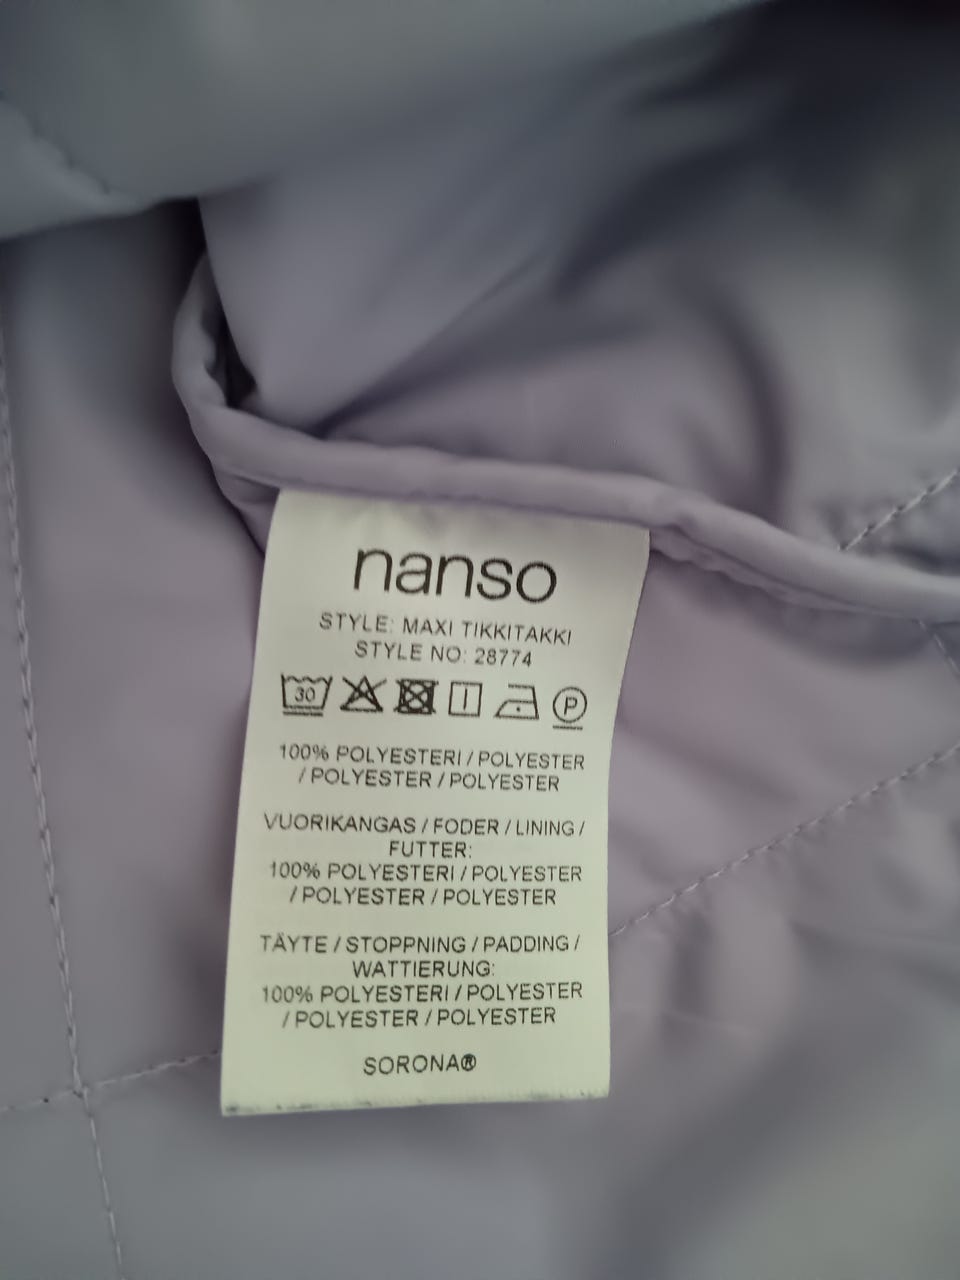 nanso
STYLE: MAXI TIKKITAKKI
STYLE NO: 28774
30 P
100% POLYESTERI / POLYESTER
/ POLYESTER / POLYESTER
VUORIKANGAS / FODER / LINING /
FUTTER:
100% POLYESTERI / POLYESTER
/ POLYESTER / POLYESTER
TÄYTE / STOPPNING / PADDING /
WATTIERUNG:
100% POLYESTERI / POLYESTER
/ POLYESTER / POLYESTER
SORONA®